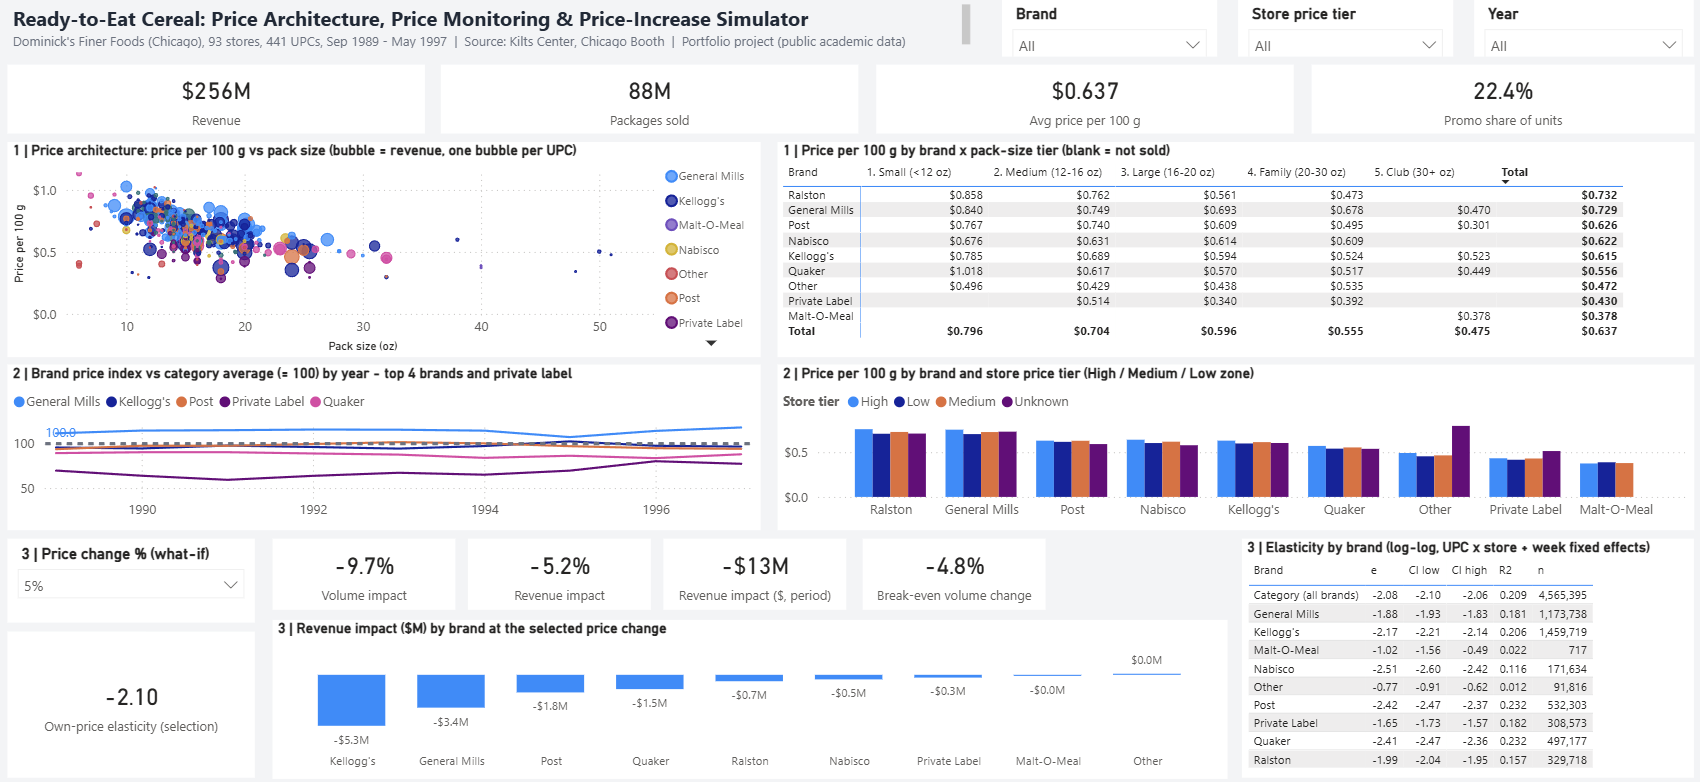 Ready-to-Eat Cereal: Price Architecture, Price Monitoring & Price-Increase Simulator
Dominick's Finer Foods (Chicago), 93 stores, 441 UPCs, Sep 1989 - May 1997 | Source: Kilts Center, Chicago Booth | Portfolio project (public academic data)
Brand
All
Store price tier
All
Year
All
$256M
Revenue
88M
Packages sold
$0.637
Avg price per 100 g
22.4%
Promo share of units
1 | Price architecture: price per 100 g vs pack size (bubble = revenue, one bubble per UPC)
Price per 100 g
$1.0
$0.5
$0.0
10 20 30 40 50
Pack size (oz)
General Mills
Kellogg's
Malt-O-Meal
Nabisco
Other
Post
Private Label
1 | Price per 100 g by brand x pack-size tier (blank = not sold)
Brand 1. Small (<12 oz) 2. Medium (12-16 oz) 3. Large (16-20 oz) 4. Family (20-30 oz) 5. Club (30+ oz) Total
Ralston $0.858 $0.762 $0.561 $0.473 $0.732
General Mills $0.840 $0.749 $0.693 $0.678 $0.470 $0.729
Post $0.767 $0.740 $0.609 $0.495 $0.301 $0.626
Nabisco $0.676 $0.631 $0.614 $0.609 $0.622
Kellogg's $0.785 $0.689 $0.594 $0.524 $0.523 $0.615
Quaker $1.018 $0.617 $0.570 $0.517 $0.449 $0.556
Other $0.496 $0.429 $0.438 $0.535 $0.472
Private Label $0.514 $0.340 $0.392 $0.430
Malt-O-Meal $0.378 $0.378
Total $0.796 $0.704 $0.596 $0.555 $0.475 $0.637
2 | Brand price index vs category average (= 100) by year - top 4 brands and private label
General Mills Kellogg's Post Private Label Quaker
100.0
100
50
1990 1992 1994 1996
2 | Price per 100 g by brand and store price tier (High / Medium / Low zone)
Store tier High Low Medium Unknown
$0.5
$0.0
Ralston General Mills Post Nabisco Kellogg's Quaker Other Private Label Malt-O-Meal
3 | Price change % (what-if)
5%
-9.7%
Volume impact
-5.2%
Revenue impact
-$13M
Revenue impact ($, period)
-4.8%
Break-even volume change
-2.10
Own-price elasticity (selection)
3 | Revenue impact ($M) by brand at the selected price change
-$5.3M
-$3.4M
-$1.8M
-$1.5M
-$0.7M
-$0.5M
-$0.3M
-$0.0M
$0.0M
Kellogg's General Mills Post Quaker Ralston Nabisco Private Label Malt-O-Meal Other
3 | Elasticity by brand (log-log, UPC x store + week fixed effects)
Brand e CI low CI high R2 n
Category (all brands) -2.08 -2.10 -2.06 0.209 4,565,395
General Mills -1.88 -1.93 -1.83 0.181 1,173,738
Kellogg's -2.17 -2.21 -2.14 0.206 1,459,719
Malt-O-Meal -1.02 -1.56 -0.49 0.022 717
Nabisco -2.51 -2.60 -2.42 0.116 171,634
Other -0.77 -0.91 -0.62 0.012 91,816
Post -2.42 -2.47 -2.37 0.232 532,303
Private Label -1.65 -1.73 -1.57 0.182 308,573
Quaker -2.41 -2.47 -2.36 0.232 497,177
Ralston -1.99 -2.04 -1.95 0.157 329,718